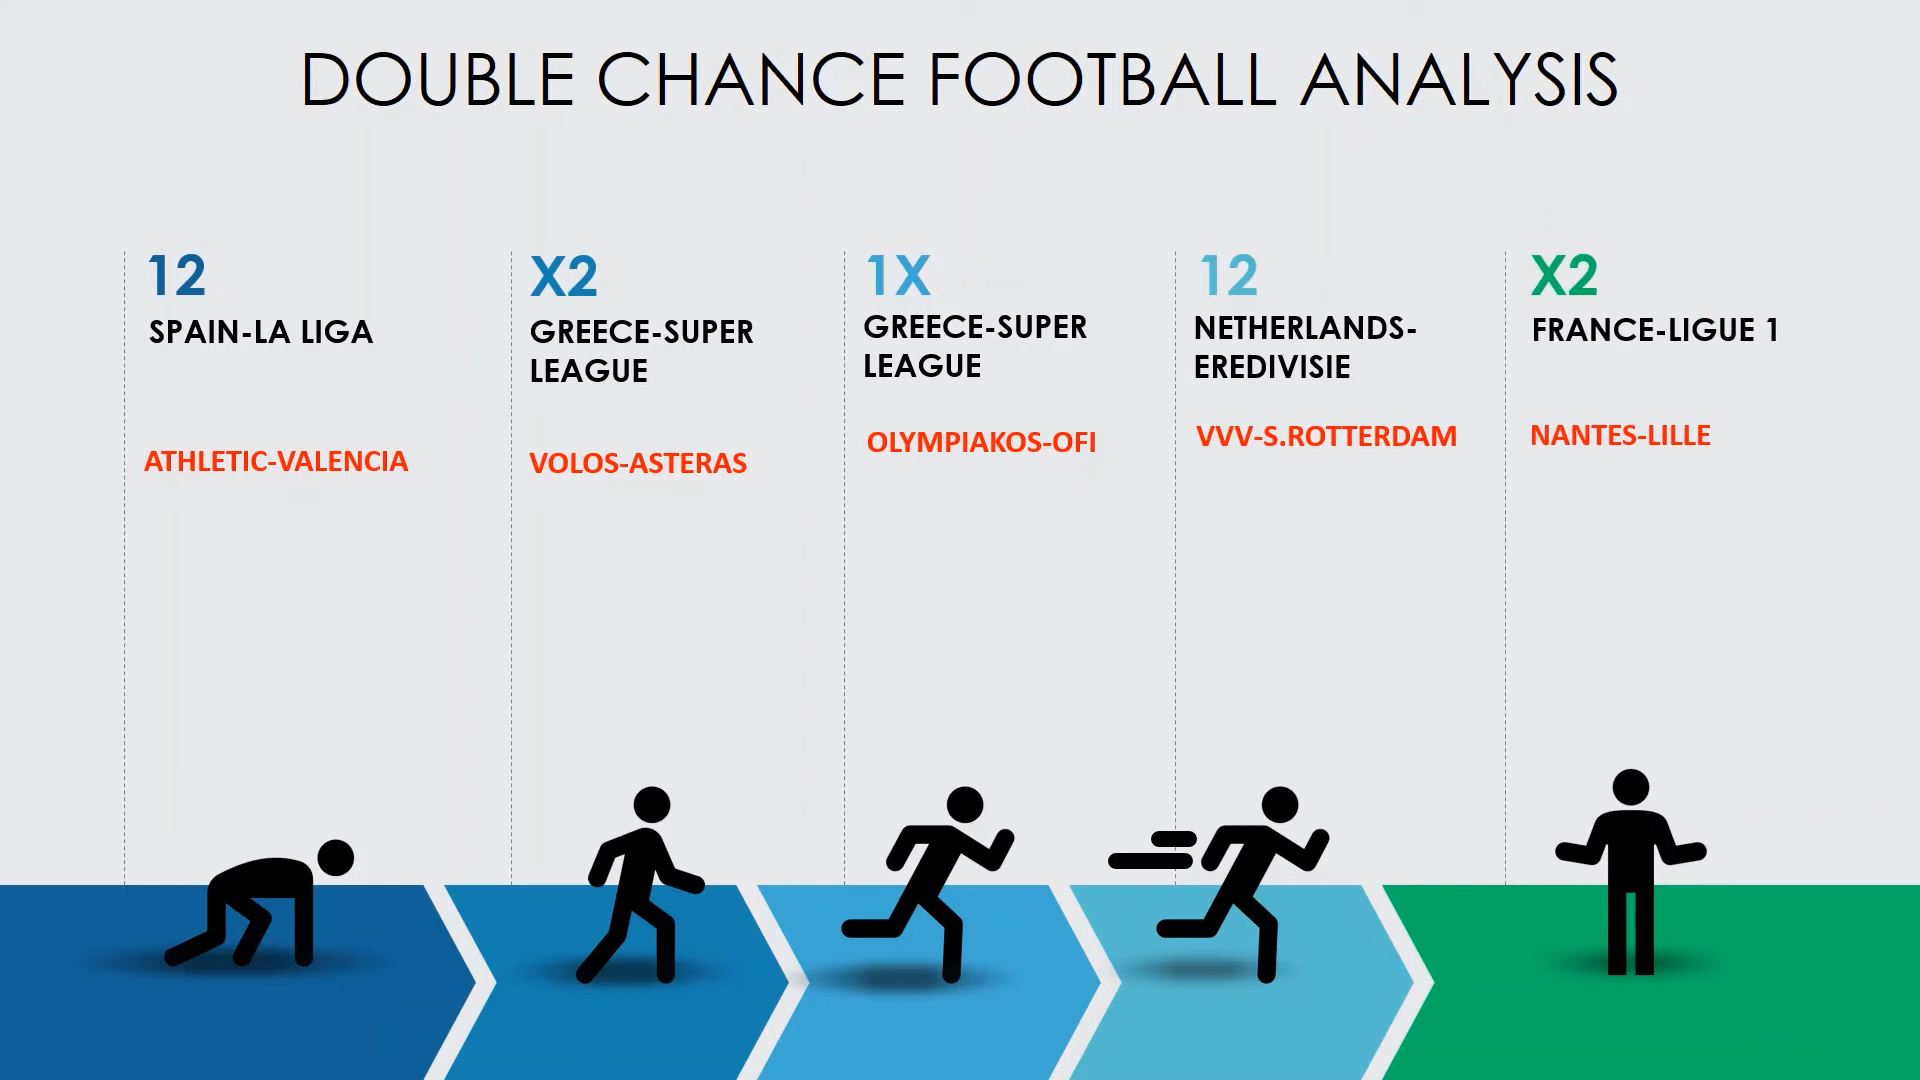 DOUBLE CHANCE FOOTBALL ANALYSIS
12
SPAIN-LA LIGA
ATHLETIC-VALENCIA
X2
GREECE-SUPER
LEAGUE
VOLOS-ASTERAS
1X
GREECE-SUPER
LEAGUE
OLYMPIAKOS-OFI
12
NETHERLANDS-
EREDIVISIE
VVV-S.ROTTERDAM
X2
FRANCE-LIGUE 1
NANTES-LILLE